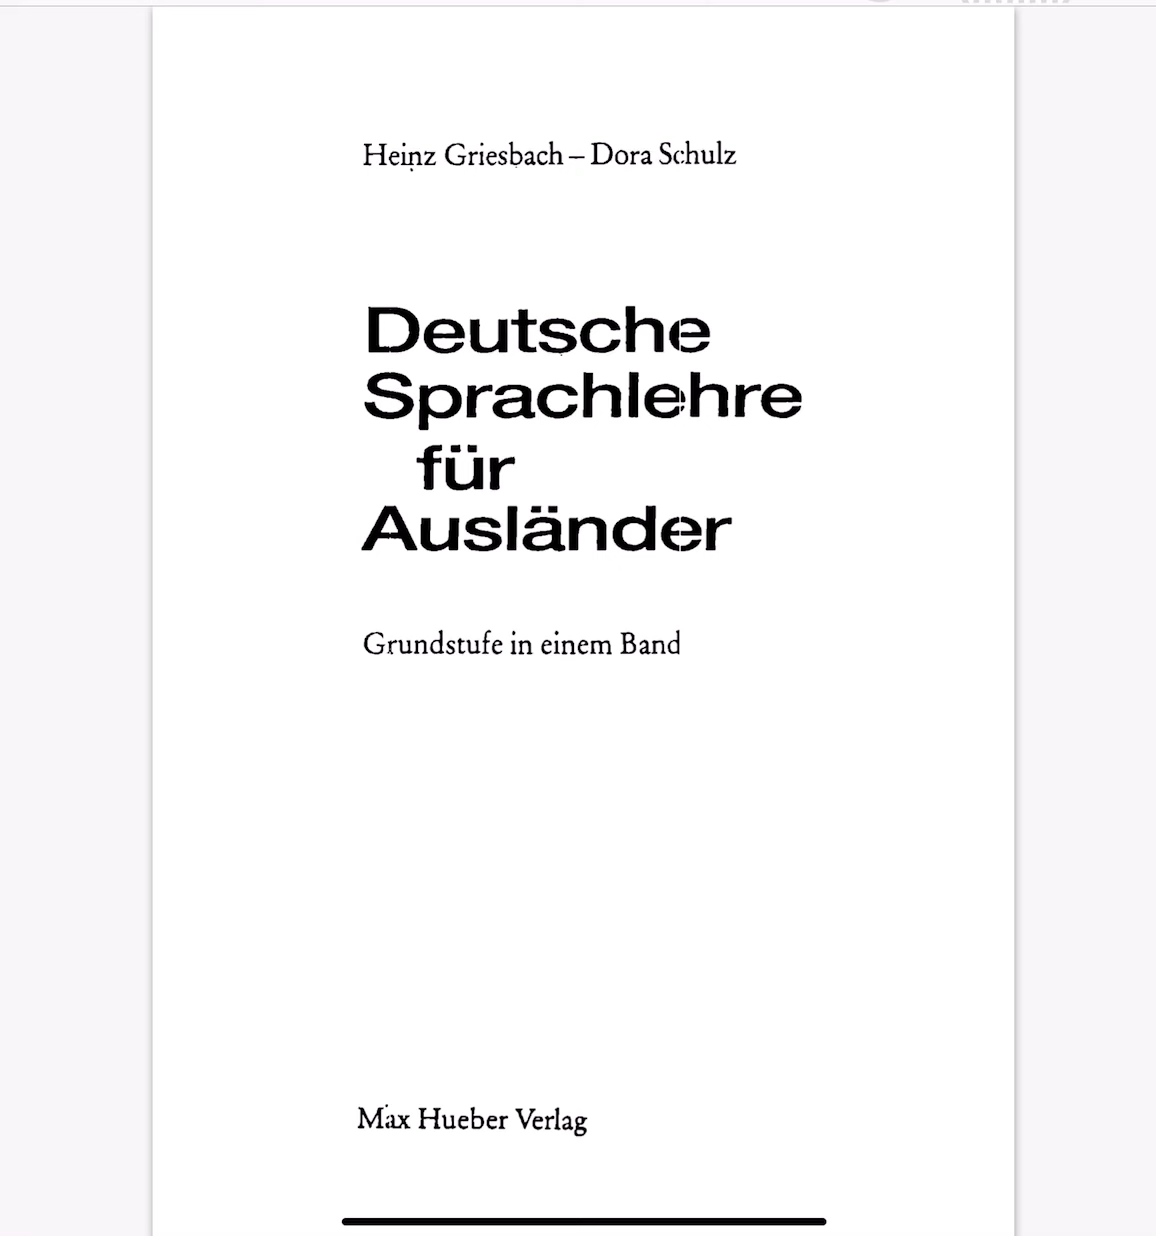 Heinz Griesbach – Dora Schulz
Deutsche
Sprachlehre
für
Ausländer
Grundstufe in einem Band
Max Hueber Verlag